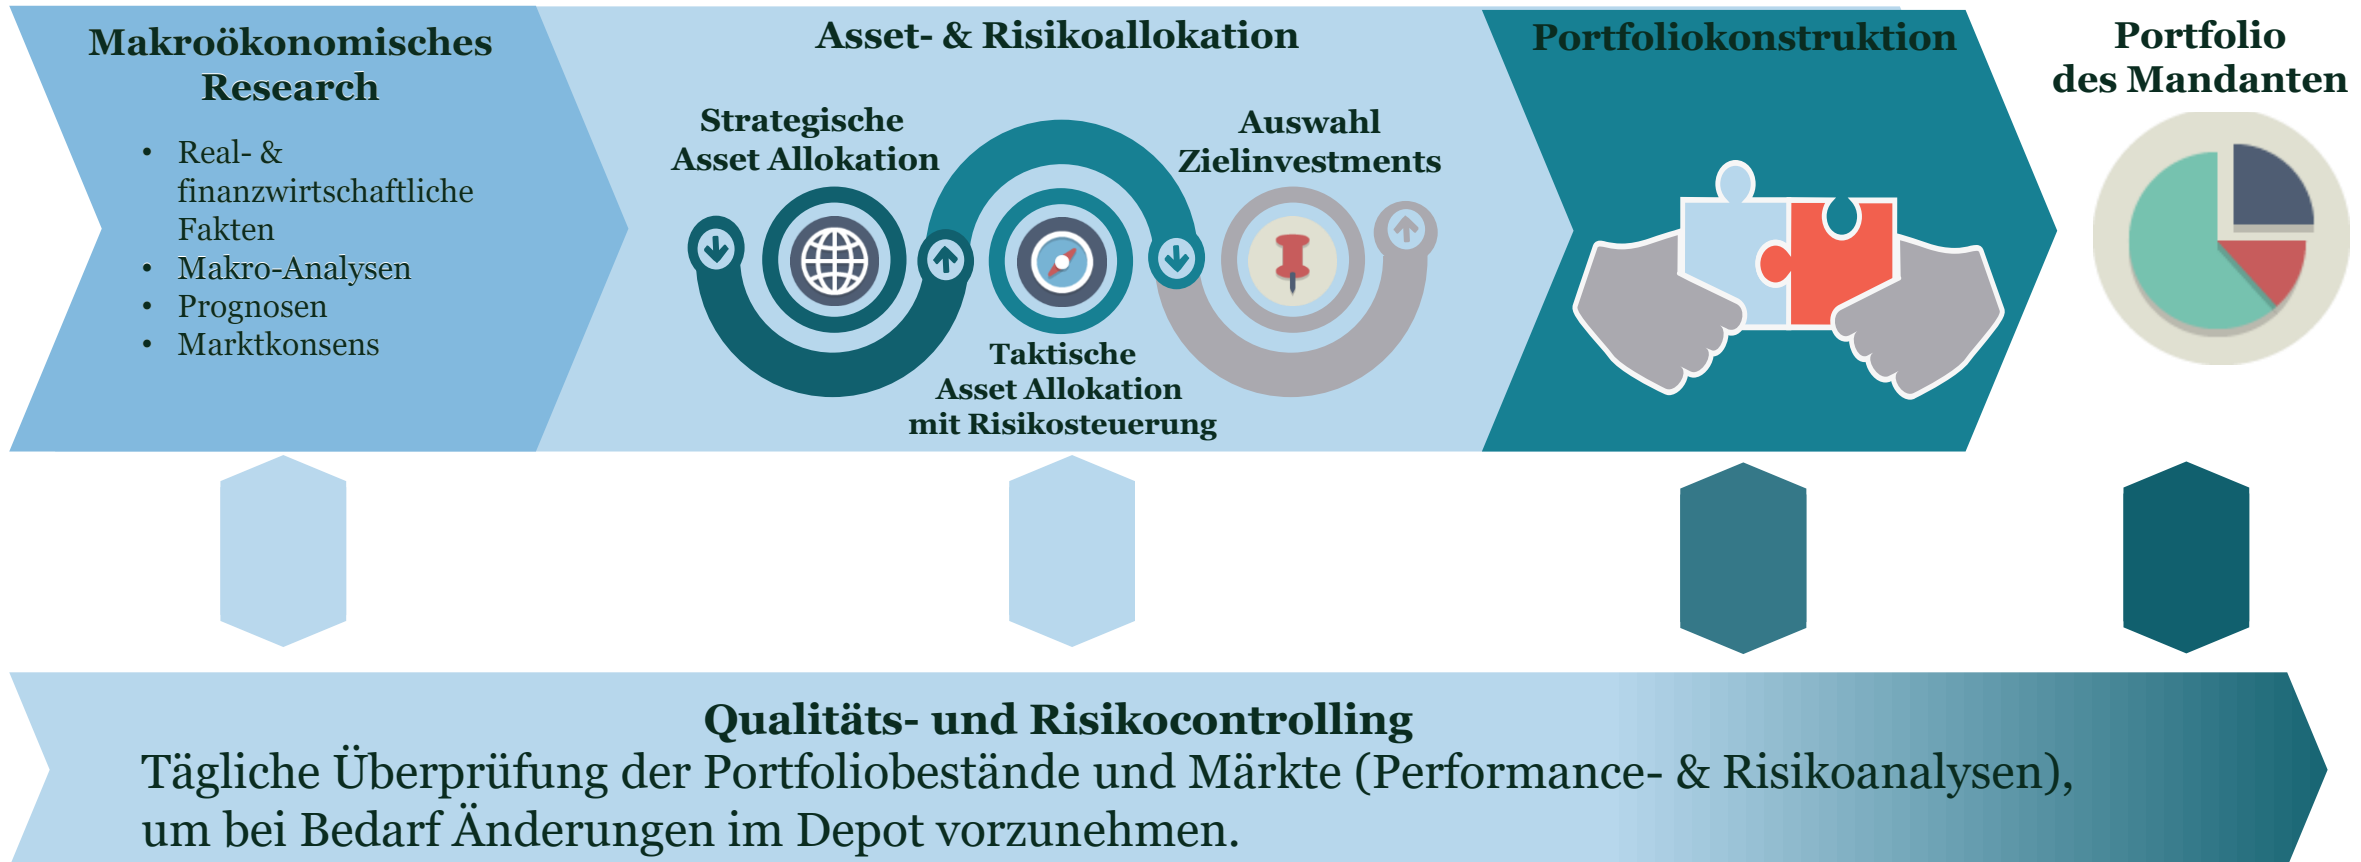 Makroökonomisches
Research
• Real- &
finanzwirtschaftliche
Fakten
• Makro-Analysen
• Prognosen
• Marktkonsens
Asset- & Risikoallokation
Strategische
Asset Allokation
Taktische
Asset Allokation
mit Risikosteuerung
Auswahl
Zielinvestments
Portfoliokonstruktion
Portfolio
des Mandanten
Qualitäts- und Risikocontrolling
Tägliche Überprüfung der Portfoliobestände und Märkte (Performance- & Risikoanalysen),
um bei Bedarf Änderungen im Depot vorzunehmen.